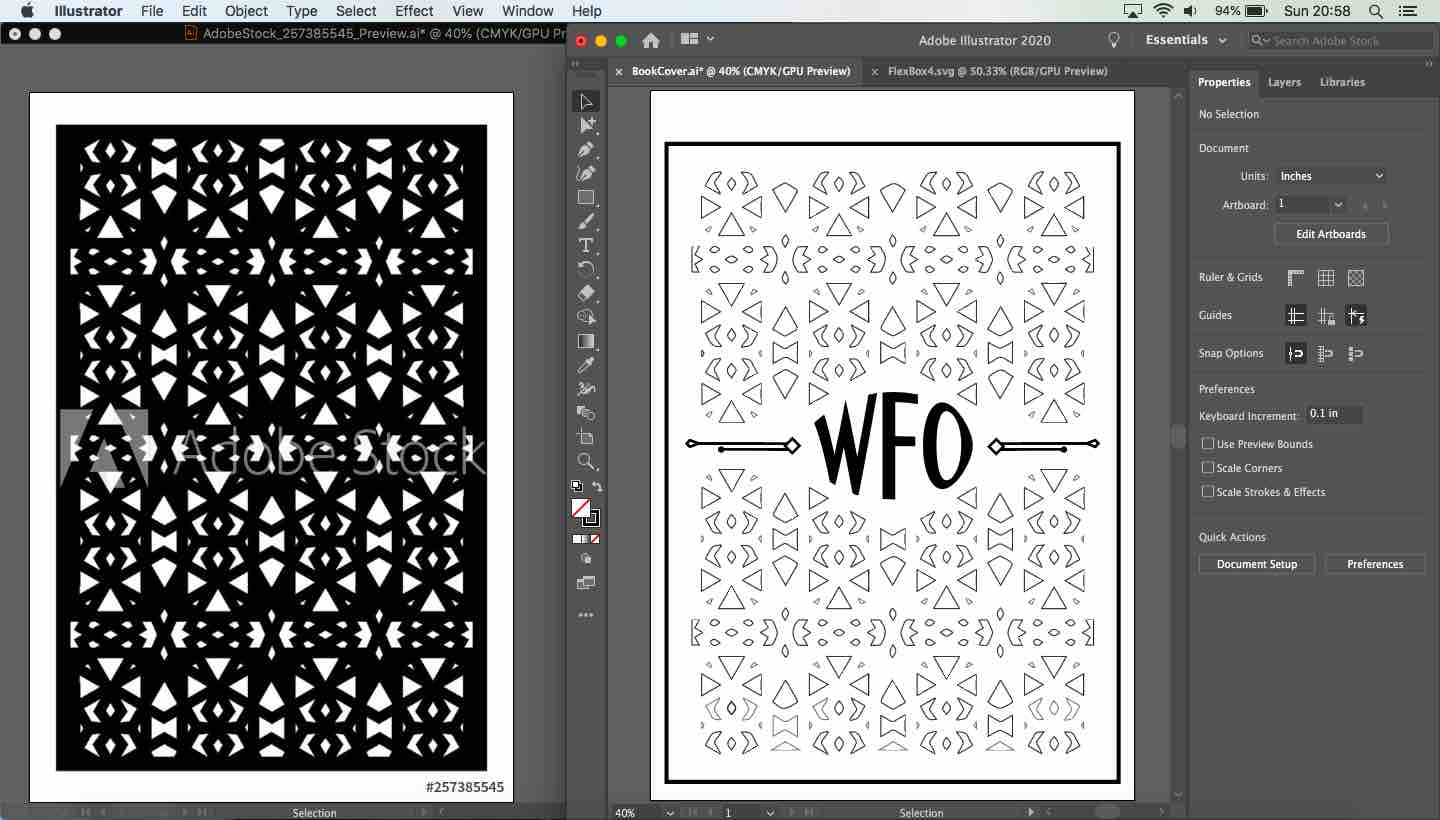 Illustrator File Edit Object Type Select Effect View Window Help 94% Sun 20:58
AdobeStock_257385545_Preview.ai* @ 40% (CMYK/GPU Pr
Adobe Illustrator 2020
Essentials
Search Adobe Stock
× BookCover.ai* @ 40% (CMYK/GPU Preview)
× FlexBox4.svg @ 50.33% (RGB/GPU Preview)
Properties Layers Libraries
No Selection
Document
Units: Inches
Artboard: 1
Edit Artboards
Ruler & Grids
Guides
Snap Options
Preferences
Keyboard Increment: 0.1 in
Use Preview Bounds
Scale Corners
Scale Strokes & Effects
Quick Actions
Document Setup Preferences
Adobe Stock
WFO
#257385545
Selection
40% 1 Selection